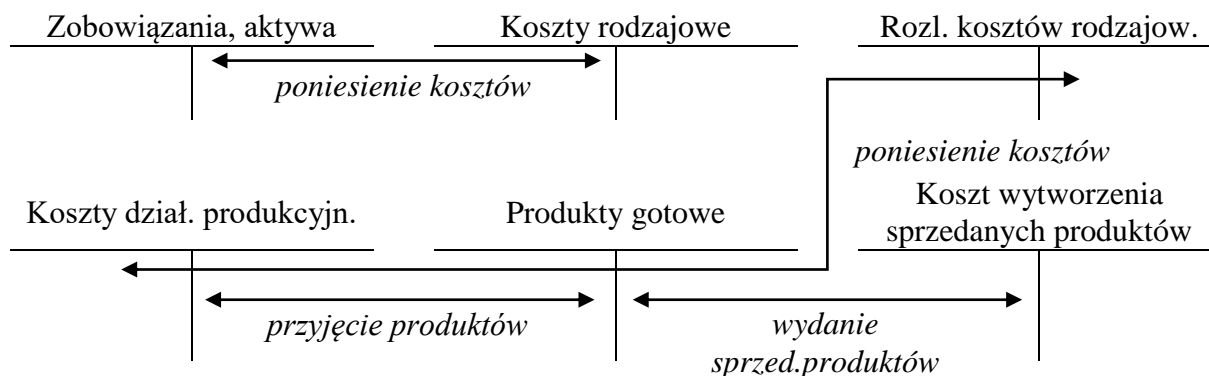 Zobowiązania, aktywa
Koszty rodzajowe
Rozl. kosztów rodzajow.
poniesienie kosztów
poniesienie kosztów
Koszty dział. produkcyjn.
Produkty gotowe
Koszt wytworzenia
sprzedanych produktów
przyjęcie produktów
wydanie
sprzed.produktów